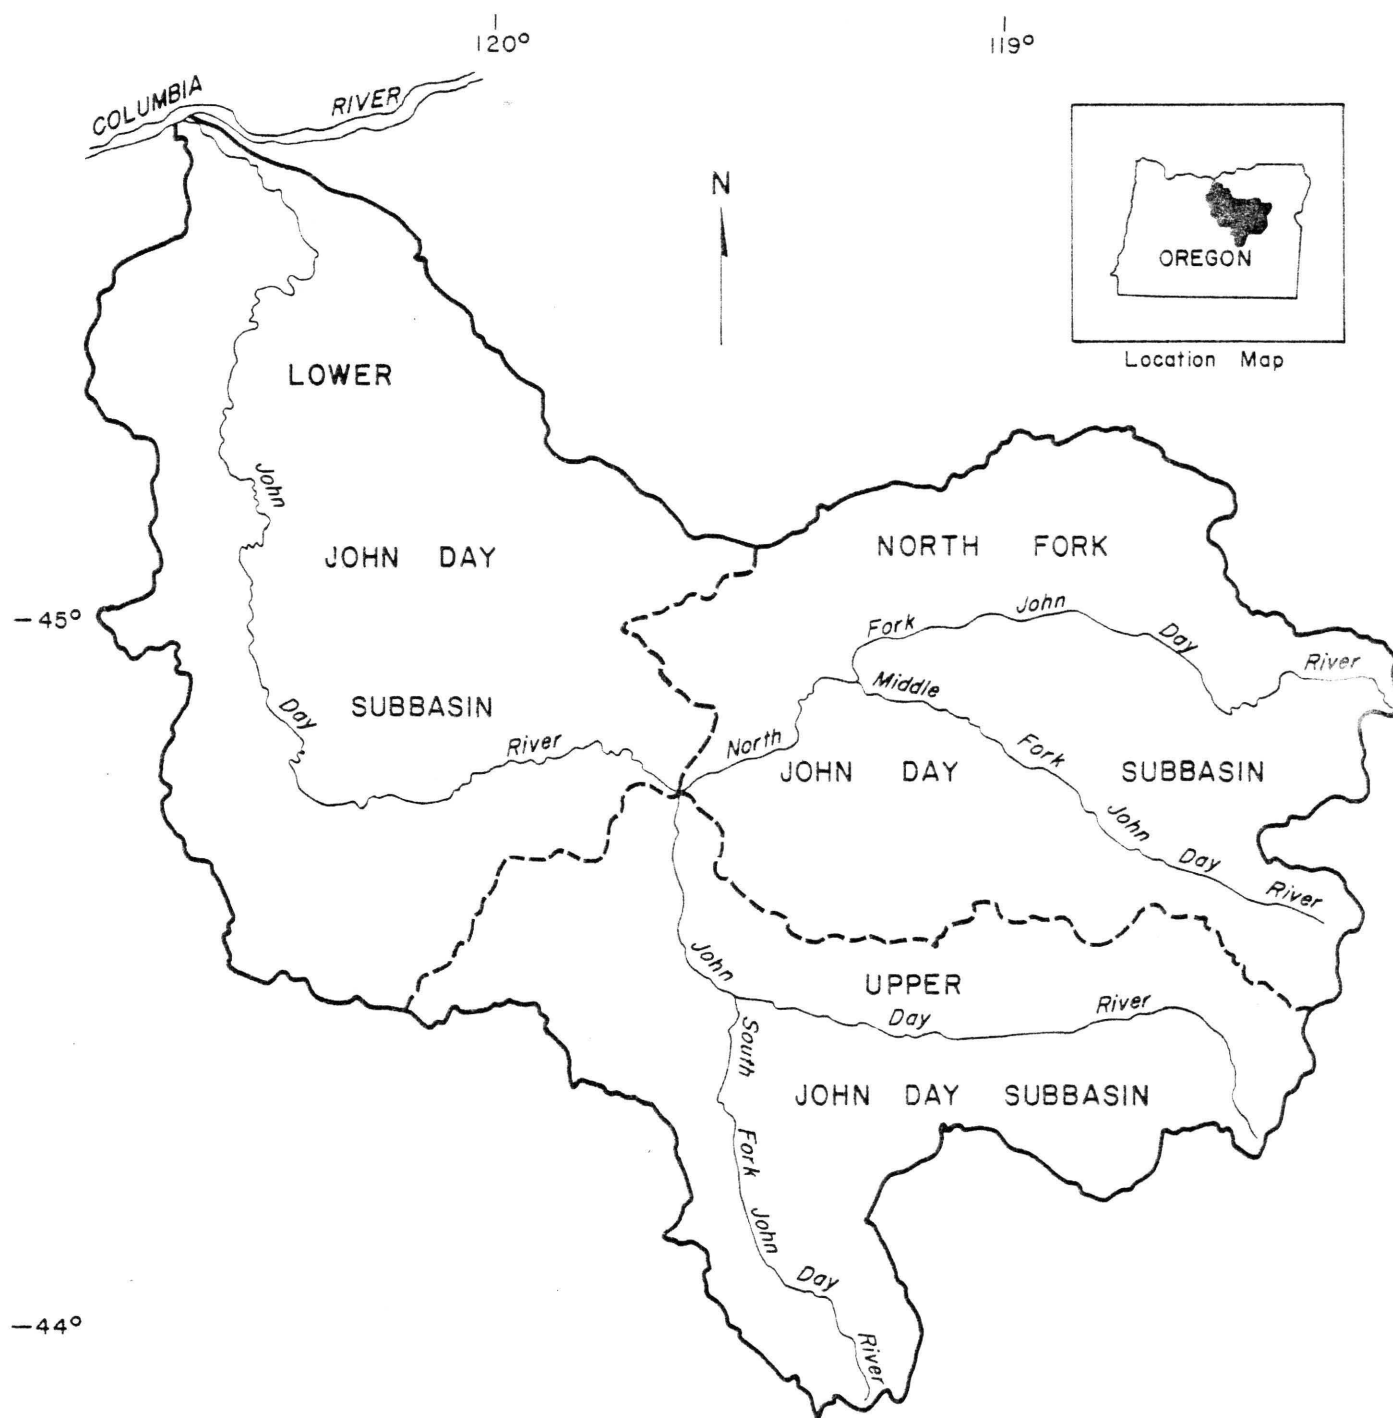 120°
119°
COLUMBIA RIVER
N
OREGON
Location Map
LOWER
JOHN DAY
SUBBASIN
John
Day
River
NORTH FORK
JOHN DAY SUBBASIN
North Fork John Day River
Middle Fork John Day River
−45°
UPPER
JOHN DAY SUBBASIN
John Day River
South Fork John Day River
−44°